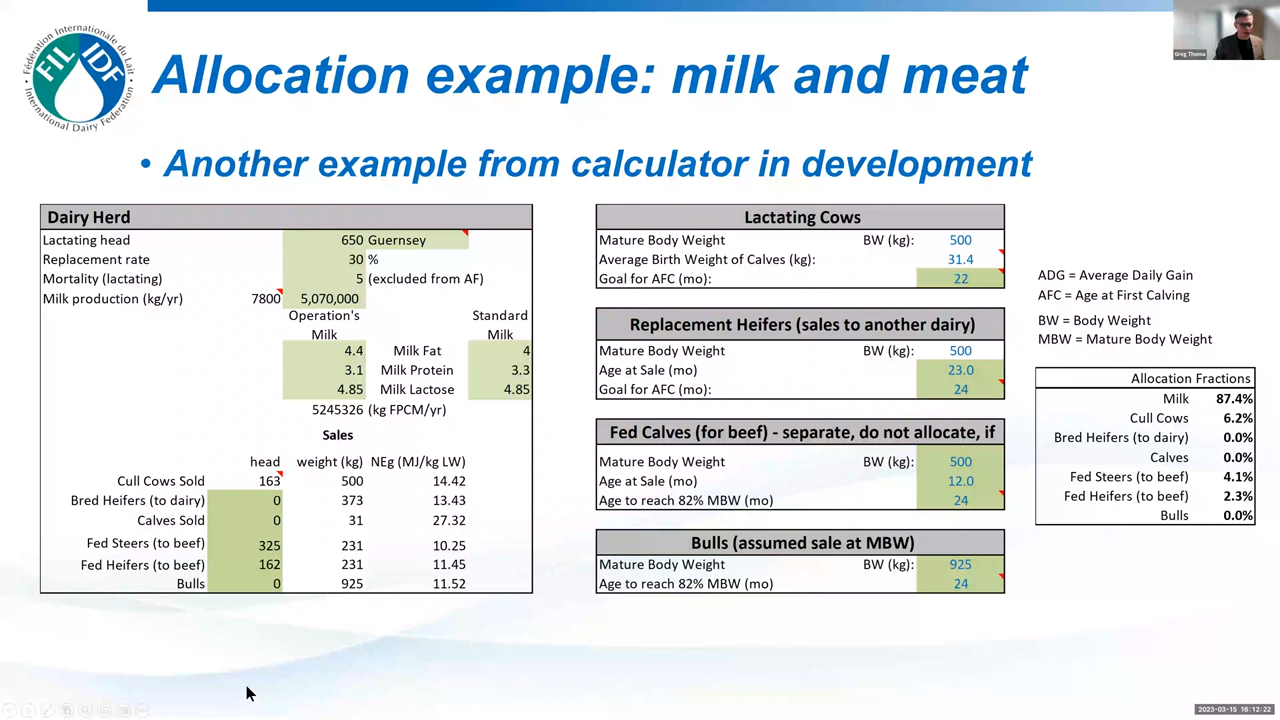 Fédération Internationale du Lait
FIL IDF
International Dairy Federation
Allocation example: milk and meat
Greg Thoma
• Another example from calculator in development
Dairy Herd
Lactating head 650 Guernsey
Replacement rate 30 %
Mortality (lactating) 5 (excluded from AF)
Milk production (kg/yr) 7800 5,070,000
Operation's Standard
Milk Milk
4.4 Milk Fat 4
3.1 Milk Protein 3.3
4.85 Milk Lactose 4.85
5245326 (kg FPCM/yr)
Sales
head weight (kg) NEg (MJ/kg LW)
Cull Cows Sold 163 500 14.42
Bred Heifers (to dairy) 0 373 13.43
Calves Sold 0 31 27.32
Fed Steers (to beef) 325 231 10.25
Fed Heifers (to beef) 162 231 11.45
Bulls 0 925 11.52
Lactating Cows
Mature Body Weight BW (kg): 500
Average Birth Weight of Calves (kg): 31.4
Goal for AFC (mo): 22
Replacement Heifers (sales to another dairy)
Mature Body Weight BW (kg): 500
Age at Sale (mo) 23.0
Goal for AFC (mo): 24
Fed Calves (for beef) - separate, do not allocate, if
Mature Body Weight BW (kg): 500
Age at Sale (mo) 12.0
Age to reach 82% MBW (mo) 24
Bulls (assumed sale at MBW)
Mature Body Weight BW (kg): 925
Age to reach 82% MBW (mo) 24
ADG = Average Daily Gain
AFC = Age at First Calving
BW = Body Weight
MBW = Mature Body Weight
Allocation Fractions
Milk 87.4%
Cull Cows 6.2%
Bred Heifers (to dairy) 0.0%
Calves 0.0%
Fed Steers (to beef) 4.1%
Fed Heifers (to beef) 2.3%
Bulls 0.0%
2023-03-15 16:12:22